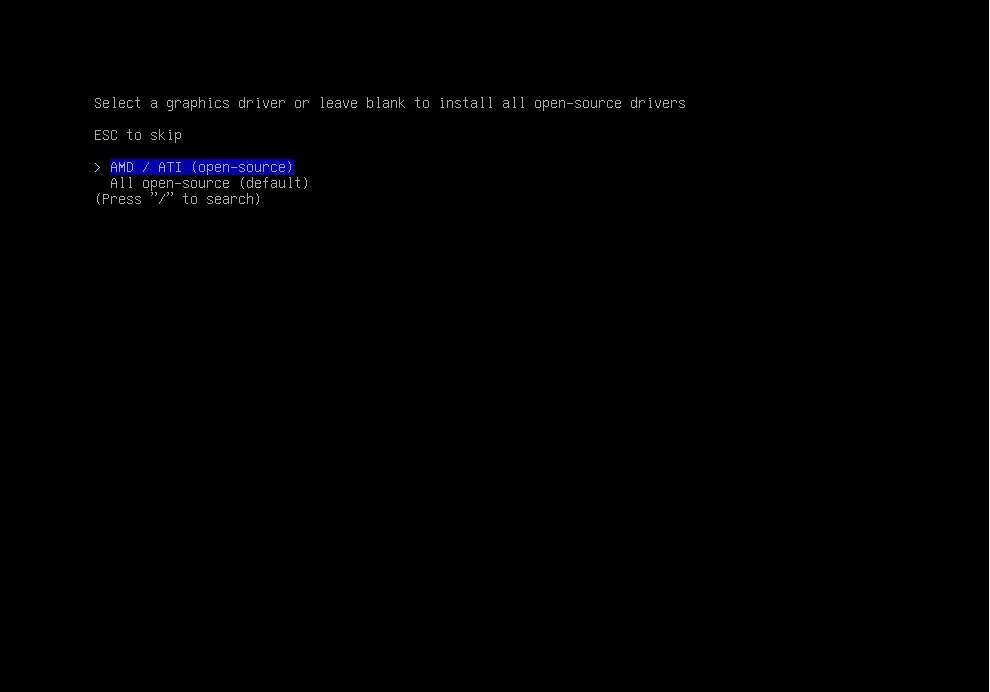 Select a graphics driver or leave blank to install all open-source drivers
ESC to skip
> AMD / ATI (open-source)
All open-source (default)
(Press "/" to search)